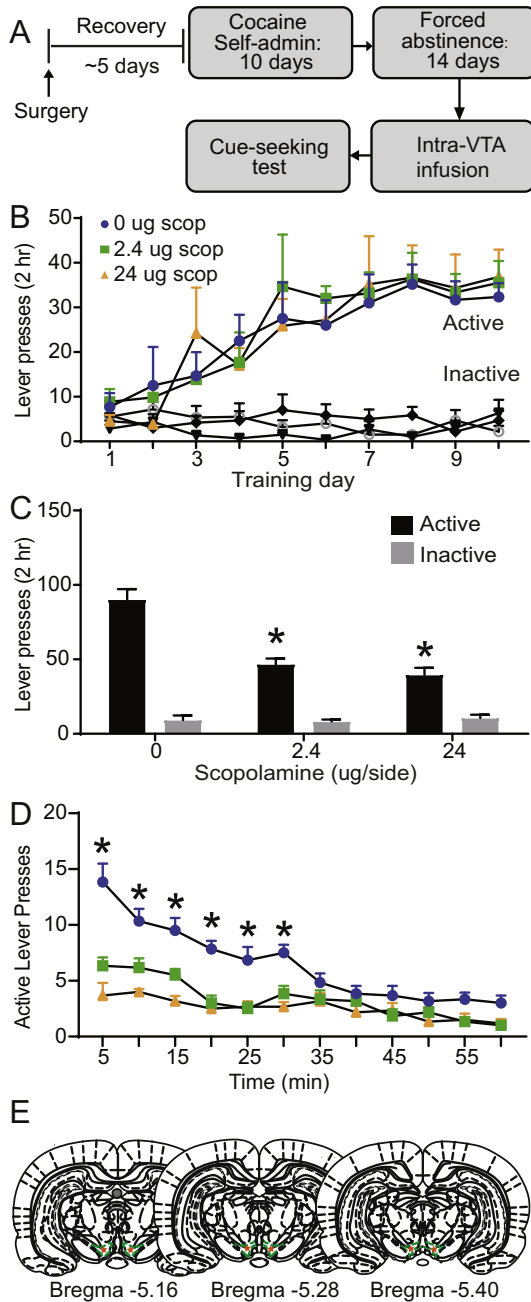 A
Recovery
~5 days
Surgery
Cocaine
Self-admin:
10 days
Forced
abstinence:
14 days
Cue-seeking
test
Intra-VTA
infusion
B
0 ug scop
2.4 ug scop
24 ug scop
Lever presses (2 hr)
50
40
30
20
10
0
Active
Inactive
1 3 5 7 9
Training day
C
Lever presses (2 hr)
150
100
50
0
Active
Inactive
* *
0 2.4 24
Scopolamine (ug/side)
D
Active Lever Presses
20
15
10
5
0
* * * * * *
5 15 25 35 45 55
Time (min)
E
Bregma -5.16 Bregma -5.28 Bregma -5.40